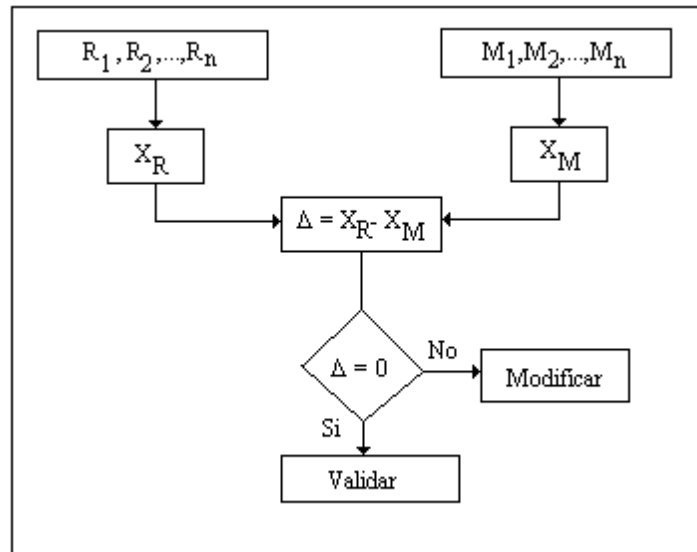 R1, R2,...,Rn
M1,M2,...,Mn
XR
XM
Δ = XR- XM
Δ = 0
No
Modificar
Si
Validar